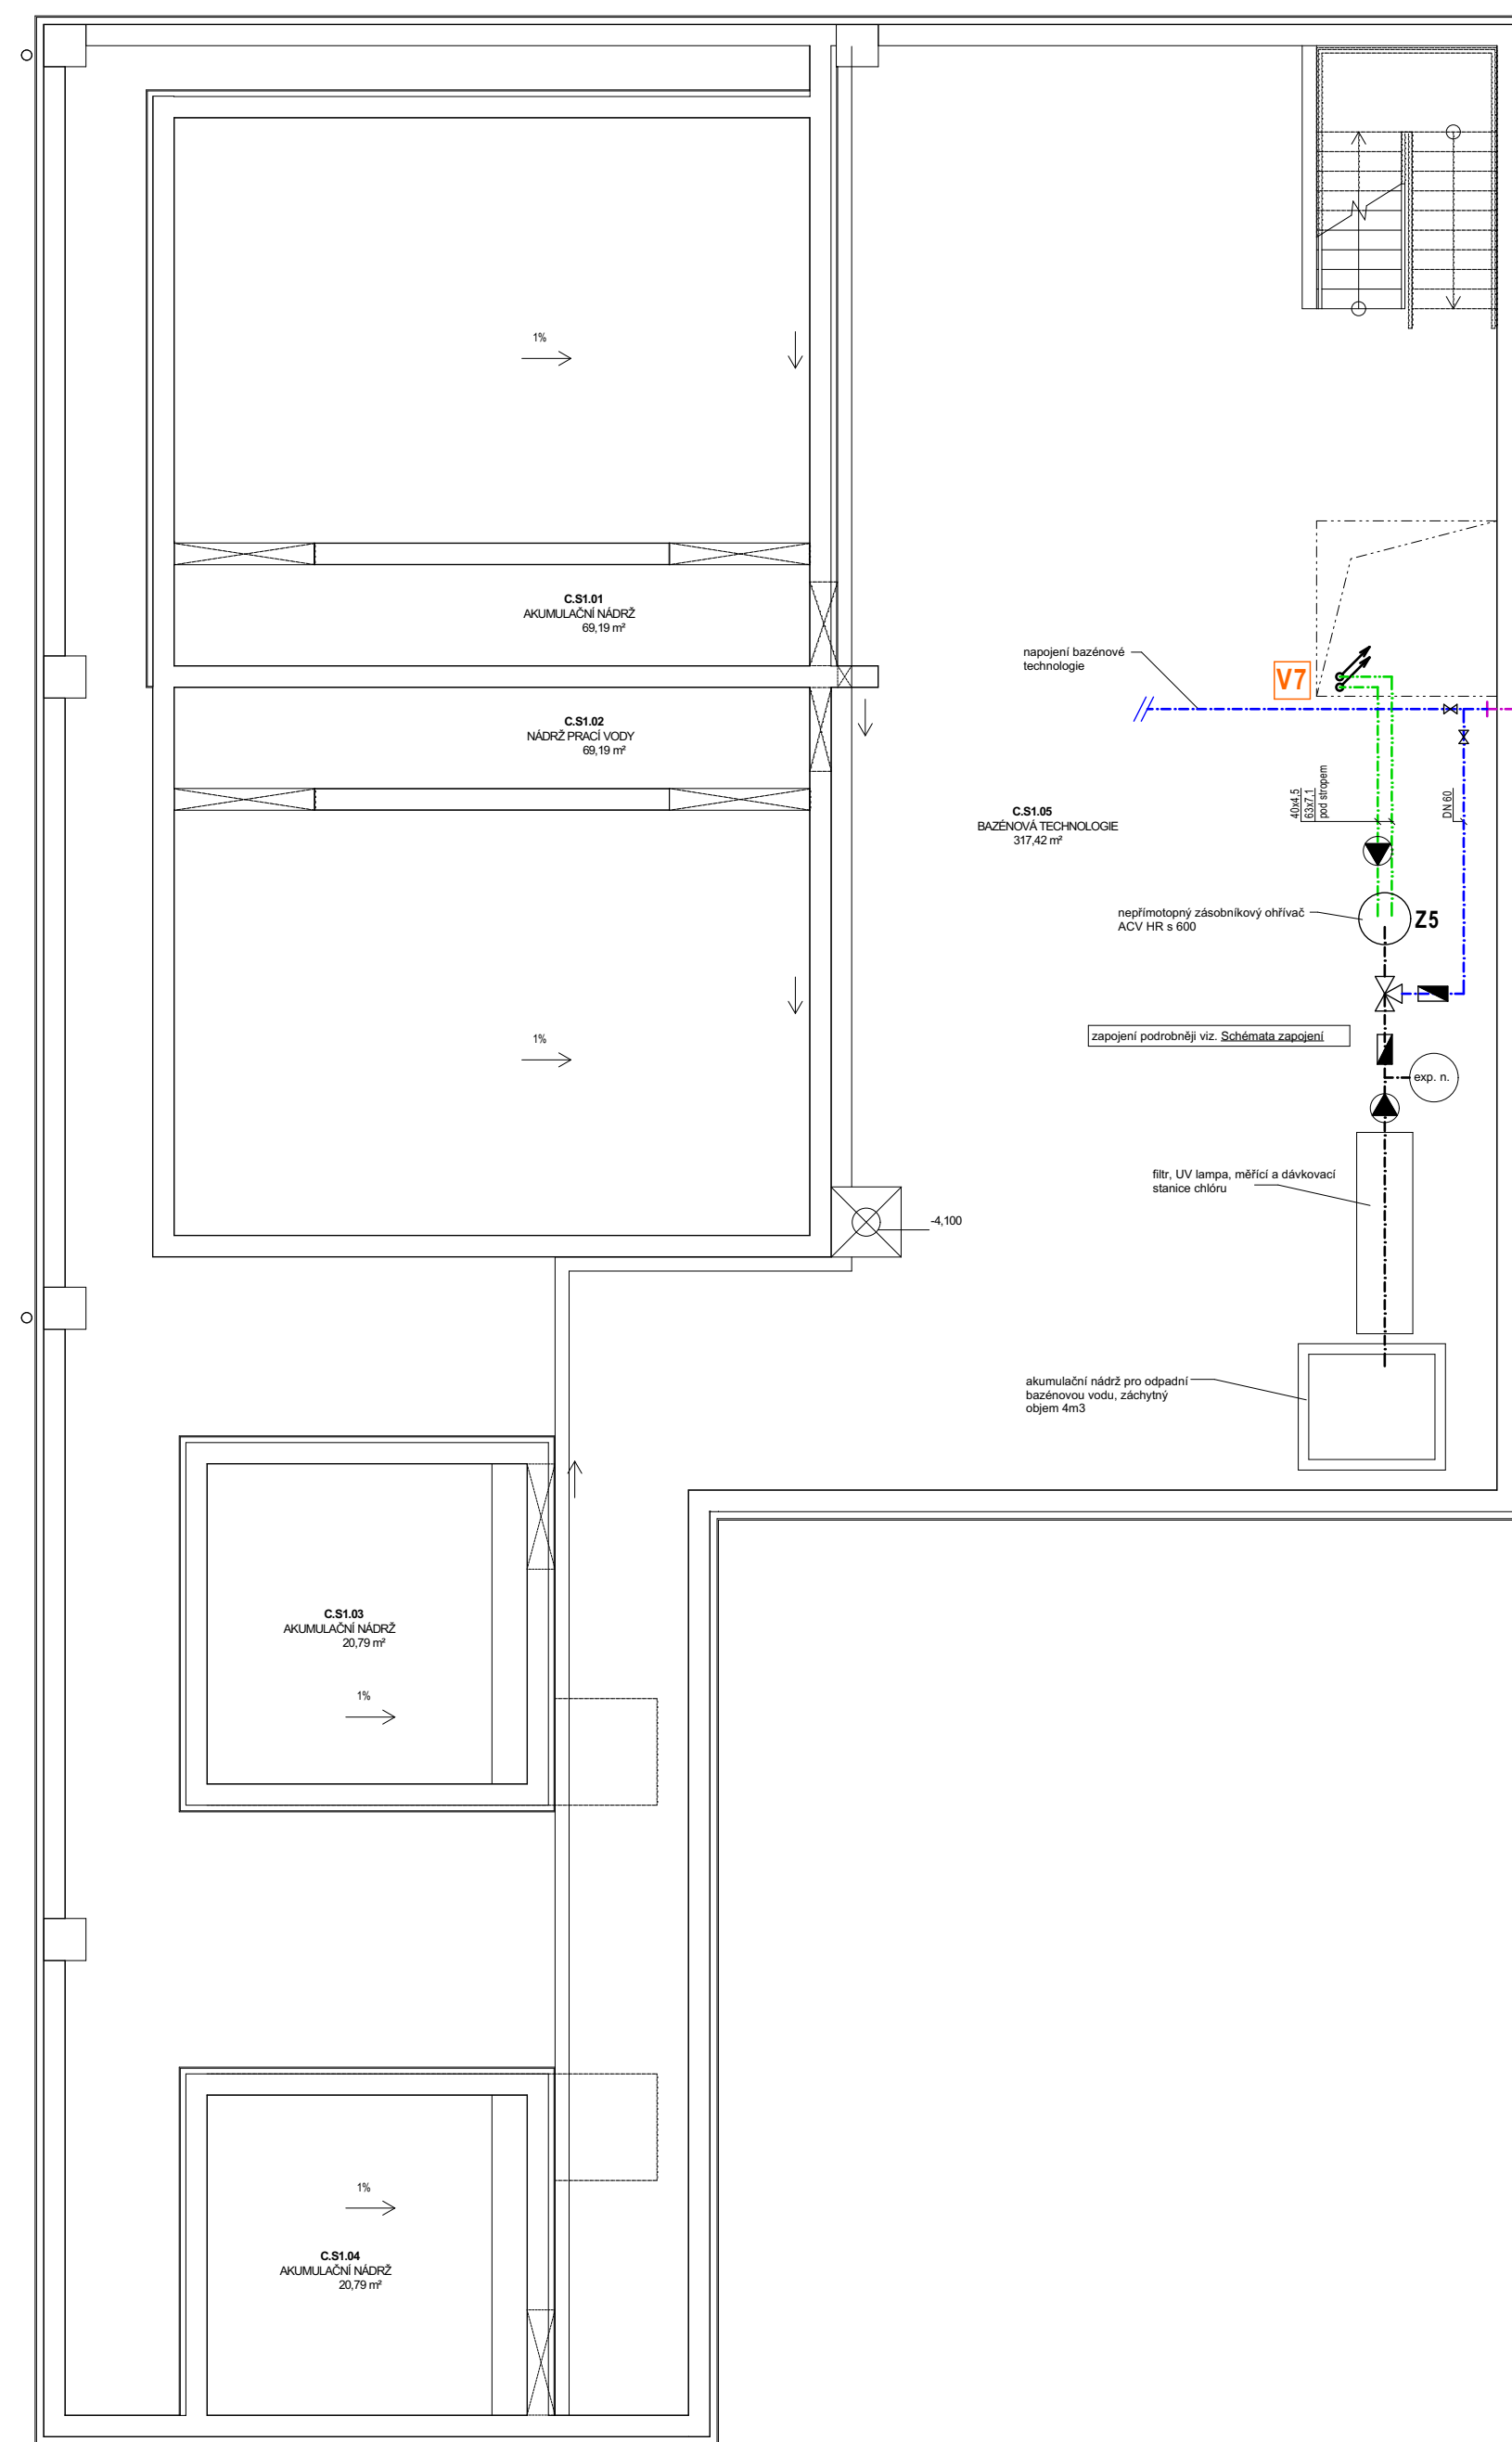 1%
C.S1.01
AKUMULAČNÍ NÁDRŽ
69,19 m²
napojení bazénové
technologie
V7
C.S1.02
NÁDRŽ PRACÍ VODY
69,19 m²
40x4,5
63x7,1
pod stropem
DN 60
C.S1.05
BAZÉNOVÁ TECHNOLOGIE
317,42 m²
nepřímotopný zásobníkový ohřívač
ACV HR s 600
Z5
1%
zapojení podrobněji viz. Schémata zapojení
exp. n.
filtr, UV lampa, měřící a dávkovací
stanice chlóru
-4,100
akumulační nádrž pro odpadní
bazénovou vodu, záchytný
objem 4m3
C.S1.03
AKUMULAČNÍ NÁDRŽ
20,79 m²
1%
1%
C.S1.04
AKUMULAČNÍ NÁDRŽ
20,79 m²